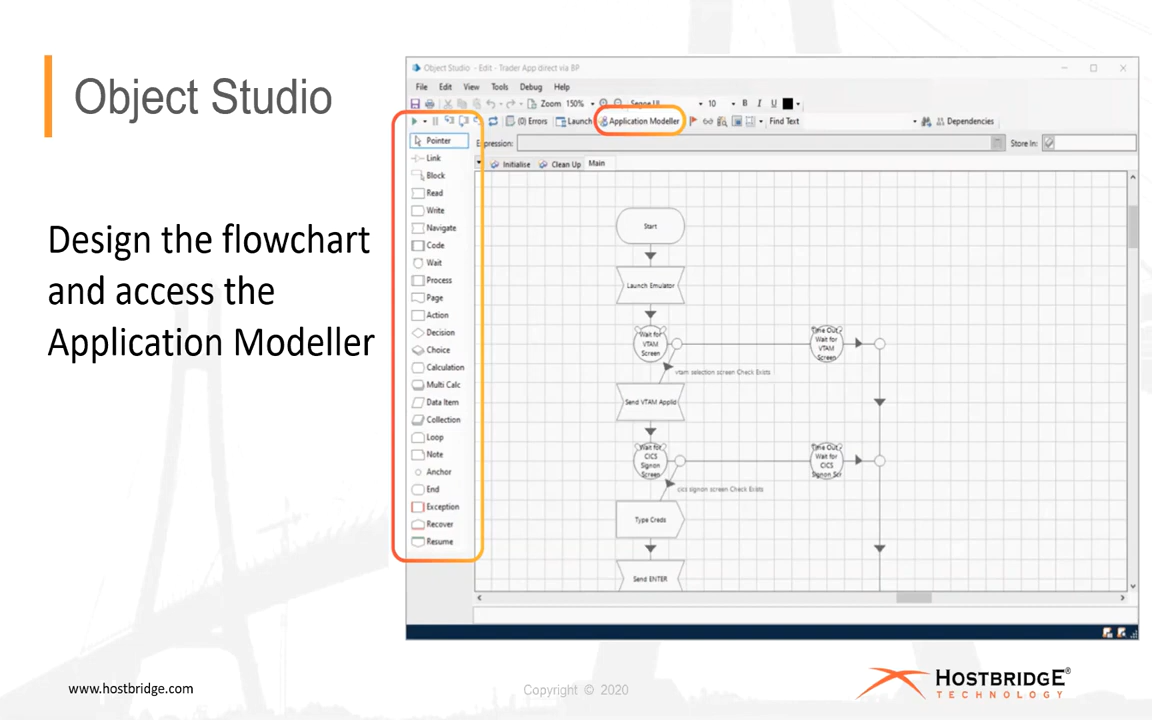 Object Studio
Design the flowchart
and access the
Application Modeller
Object Studio - Edit - Trader App direct via BP
File Edit View Tools Debug Help
Zoom 150% 10 B I U
(0) Errors Launch Application Modeller Find Text Dependencies
Expression: Store In:
Initialise Clean Up Main
Pointer
Link
Block
Read
Write
Navigate
Code
Wait
Process
Page
Action
Decision
Choice
Calculation
Multi Calc
Data Item
Collection
Loop
Note
Anchor
End
Exception
Recover
Resume
Start
Launch Emulator
Wait for
VTAM
Screen
Time Out
Wait for
VTAM
Screen
vtam selection screen Check Exists
Send VTAM Applid
Wait for
CICS
Signon
Screen
Time Out
Wait for
CICS
Signon Scr
cics signon screen Check Exists
Type Creds
Send ENTER
www.hostbridge.com
Copyright © 2020
HOSTBRIDGE®
TECHNOLOGY